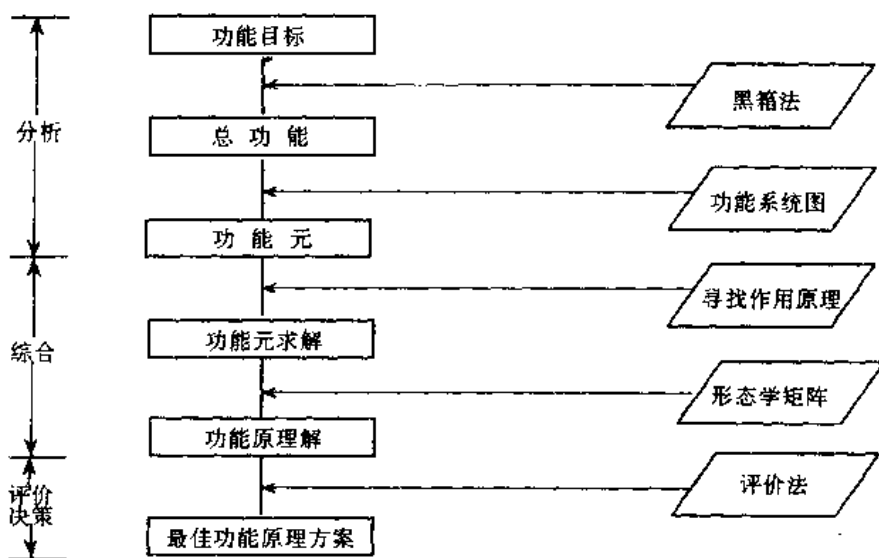 功能目标
黑箱法
分析
总功能
功能系统图
功能元
寻找作用原理
综合
功能元求解
形态学矩阵
功能原理解
评价
决策
评价法
最佳功能原理方案